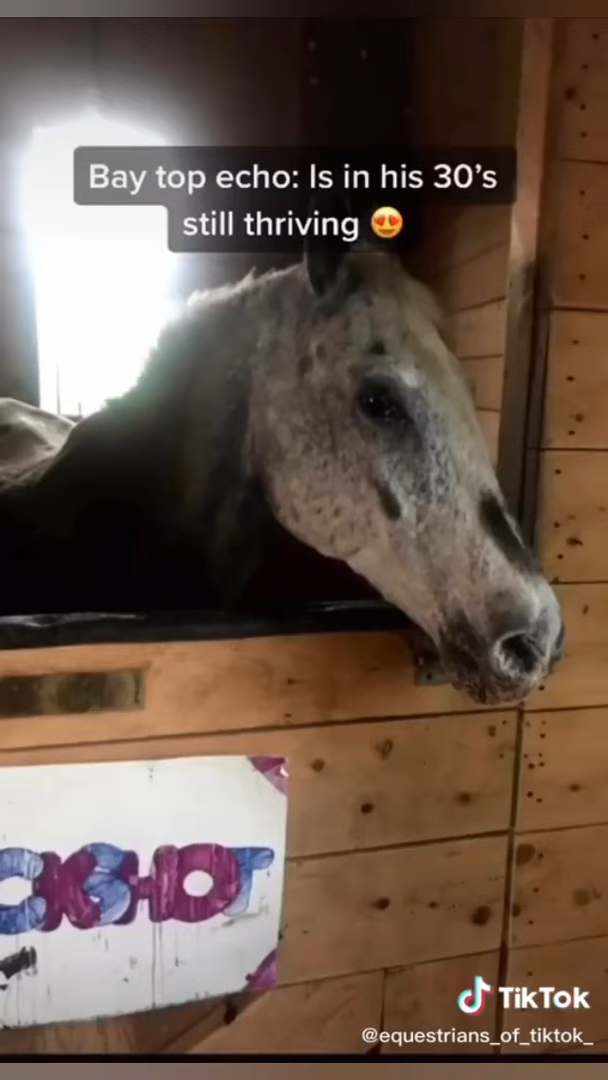 Bay top echo: Is in his 30's
still thriving 😍
CKSHOT
TikTok
@equestrians_of_tiktok_